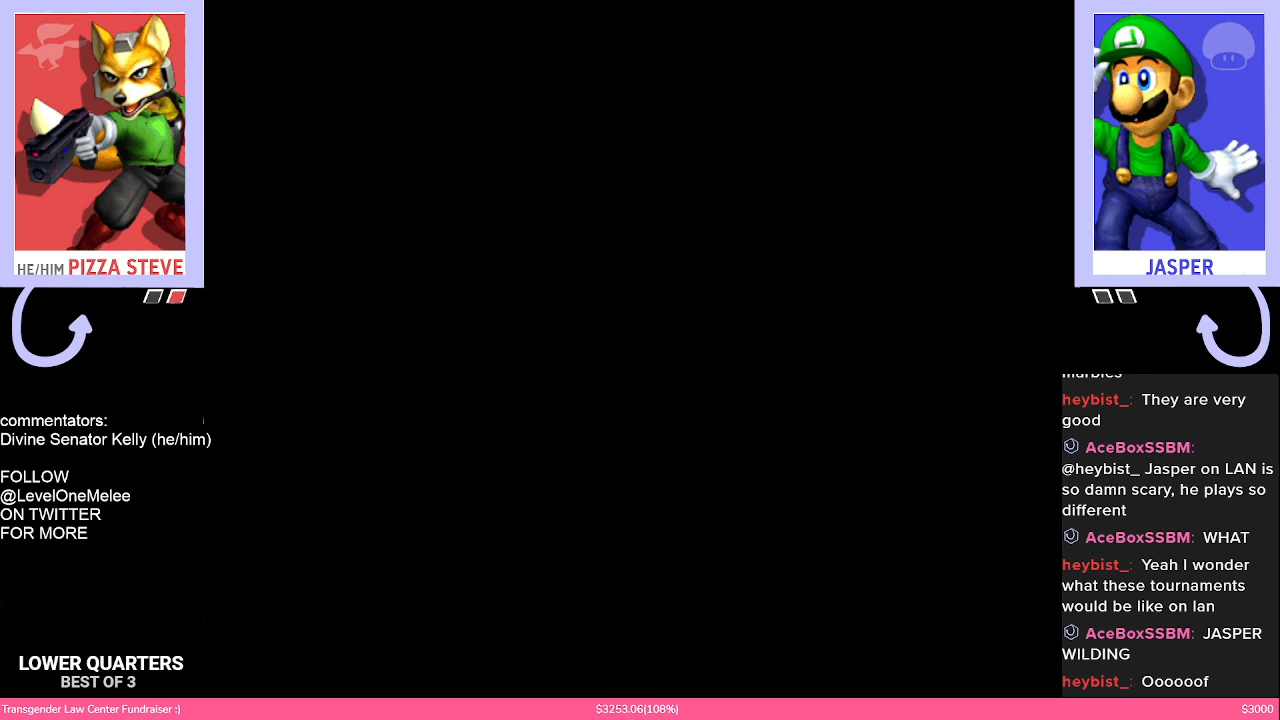 HE/HIM PIZZA STEVE
JASPER
commentators:
Divine Senator Kelly (he/him)
FOLLOW
@LevelOneMelee
ON TWITTER
FOR MORE
LOWER QUARTERS
BEST OF 3
marbles
heybist_: They are very
good
AceBoxSSBM:
@heybist_ Jasper on LAN is
so damn scary, he plays so
different
AceBoxSSBM: WHAT
heybist_: Yeah I wonder
what these tournaments
would be like on lan
AceBoxSSBM: JASPER
WILDING
heybist_: Oooooof
Transgender Law Center Fundraiser :)
$3253.06(108%)
$3000